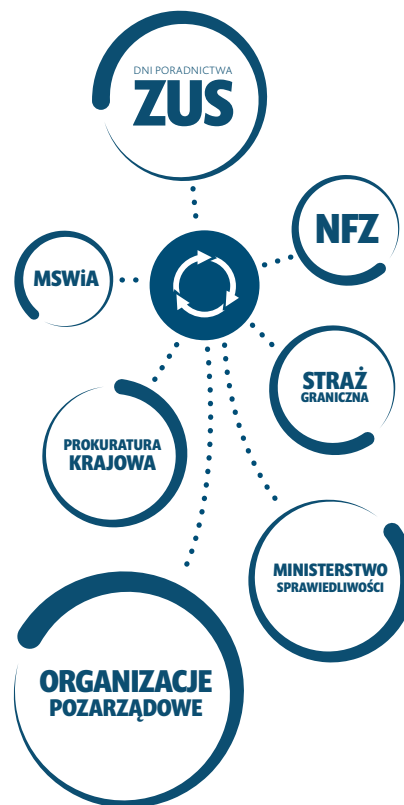 DNI PORADNICTWA
ZUS
NFZ
MSWiA
STRAŻ
GRANICZNA
PROKURATURA
KRAJOWA
MINISTERSTWO
SPRAWIEDLIWOŚCI
ORGANIZACJE
POZARZĄDOWE